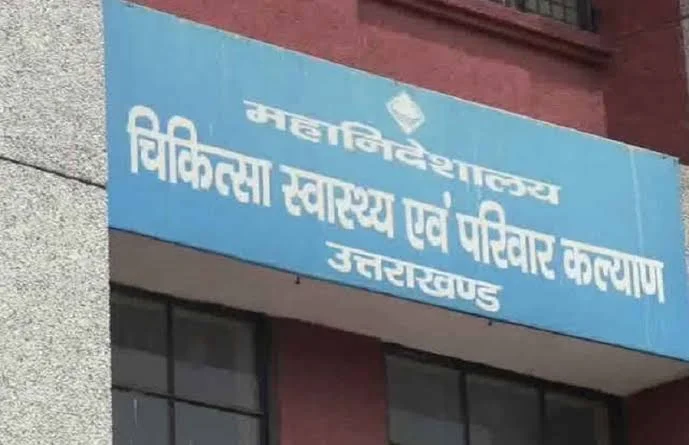 महानिदेशालय
चिकित्सा स्वास्थ्य एवं परिवार कल्याण
उत्तराखण्ड